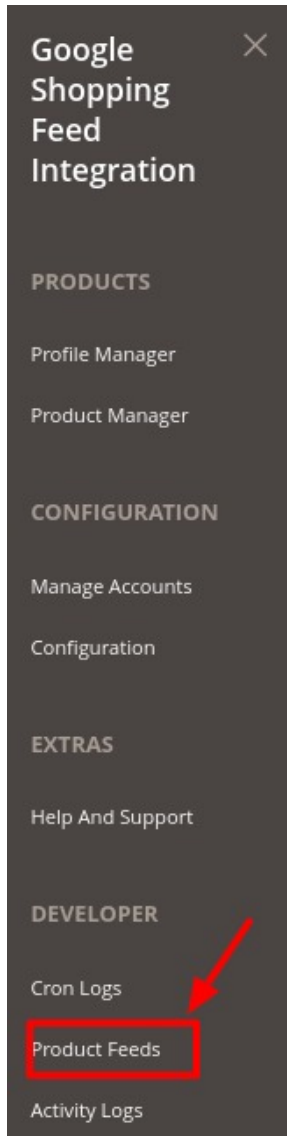 Google
Shopping
Feed
Integration
PRODUCTS
Profile Manager
Product Manager
CONFIGURATION
Manage Accounts
Configuration
EXTRAS
Help And Support
DEVELOPER
Cron Logs
Product Feeds
Activity Logs